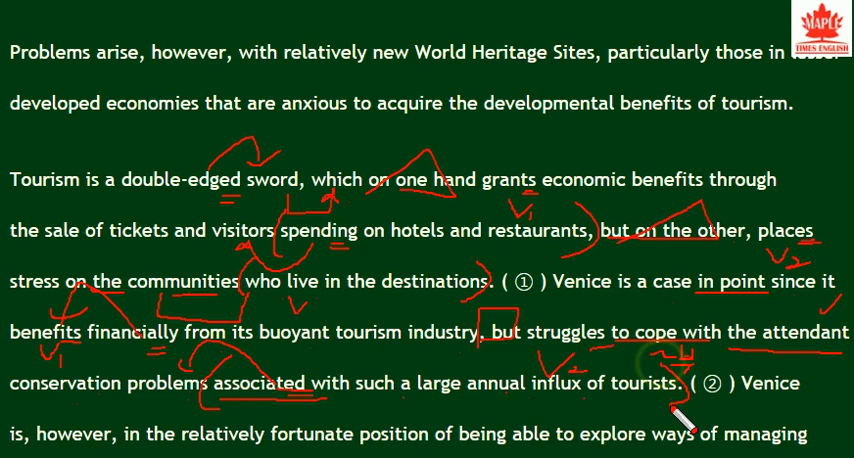 MAPLE
TIMES ENGLISH
Problems arise, however, with relatively new World Heritage Sites, particularly those in
developed economies that are anxious to acquire the developmental benefits of tourism.
Tourism is a double-edged sword, which on one hand grants economic benefits through
the sale of tickets and visitors spending on hotels and restaurants, but on the other, places
stress on the communities who live in the destinations. ( ① ) Venice is a case in point since it
benefits financially from its buoyant tourism industry, but struggles to cope with the attendant
conservation problems associated with such a large annual influx of tourists. ( ② ) Venice
is, however, in the relatively fortunate position of being able to explore ways of managing